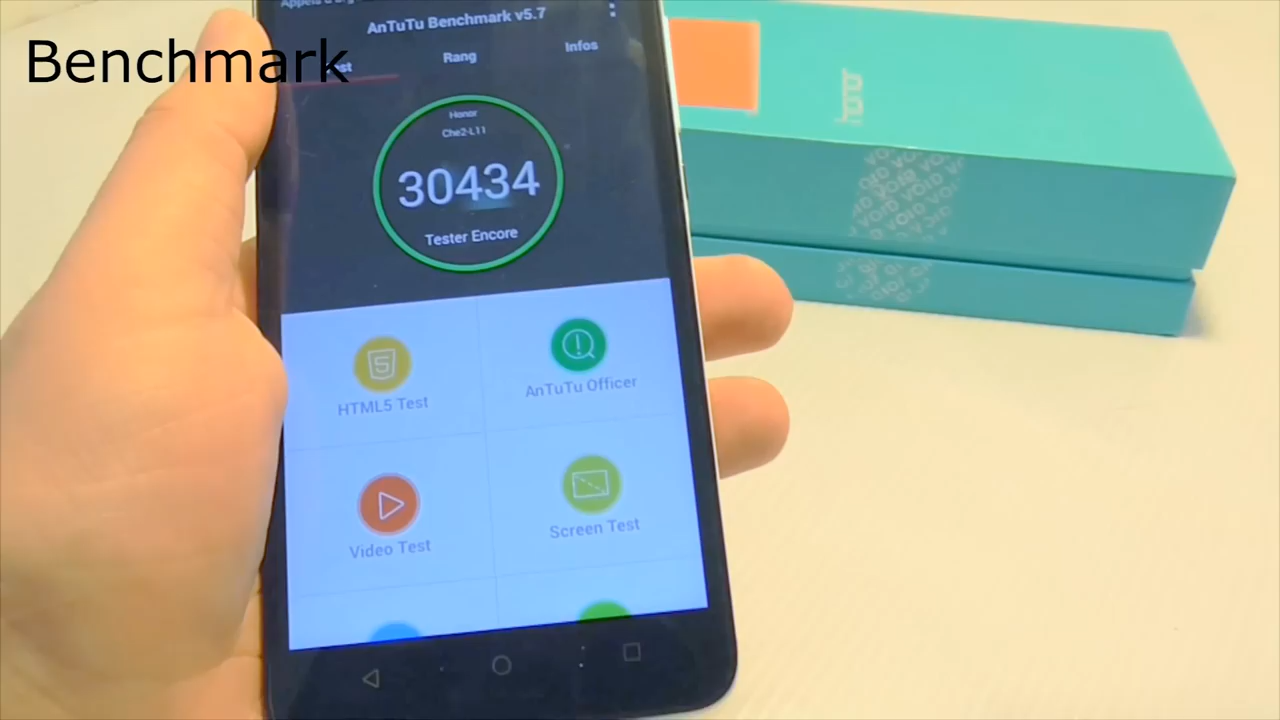 Benchmark
AnTuTu Benchmark v5.7
Rang
Infos
Honor
Che2-L11
30434
Tester Encore
HTML5 Test
AnTuTu Officer
Video Test
Screen Test
honor